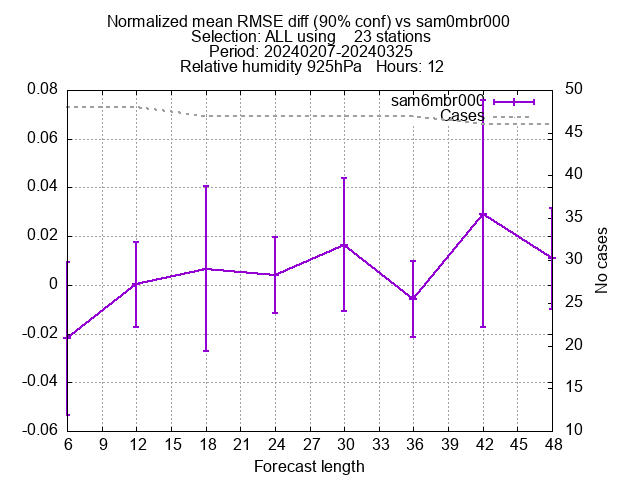 Normalized mean RMSE diff (90% conf) vs sam0mbr000
Selection: ALL using 23 stations
Period: 20240207-20240325
Relative humidity 925hPa Hours: 12
sam6mbr000
Cases
0.08
0.06
0.04
0.02
0
-0.02
-0.04
-0.06
50
45
40
35
30
25
20
15
10
No cases
6 9 12 15 18 21 24 27 30 33 36 39 42 45 48
Forecast length